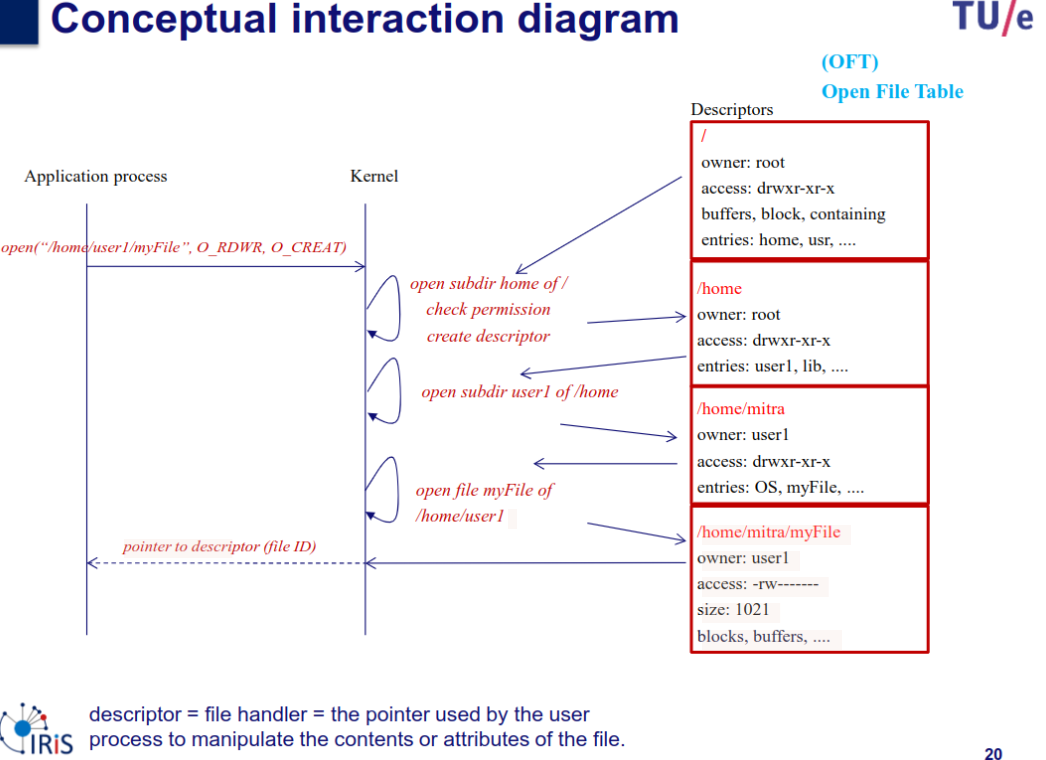 Conceptual interaction diagram
TU/e
(OFT)
Open File Table
Descriptors
/
owner: root
access: drwxr-xr-x
buffers, block, containing
entries: home, usr, ....
Application process
Kernel
open(“/home/user1/myFile”, O_RDWR, O_CREAT)
open subdir home of /
check permission
create descriptor
/home
owner: root
access: drwxr-xr-x
entries: user1, lib, ....
open subdir user1 of /home
/home/mitra
owner: user1
access: drwxr-xr-x
entries: OS, myFile, ....
open file myFile of
/home/user1
/home/mitra/myFile
owner: user1
access: -rw-------
size: 1021
blocks, buffers, ....
pointer to descriptor (file ID)
IRiS
descriptor = file handler = the pointer used by the user
process to manipulate the contents or attributes of the file.
20